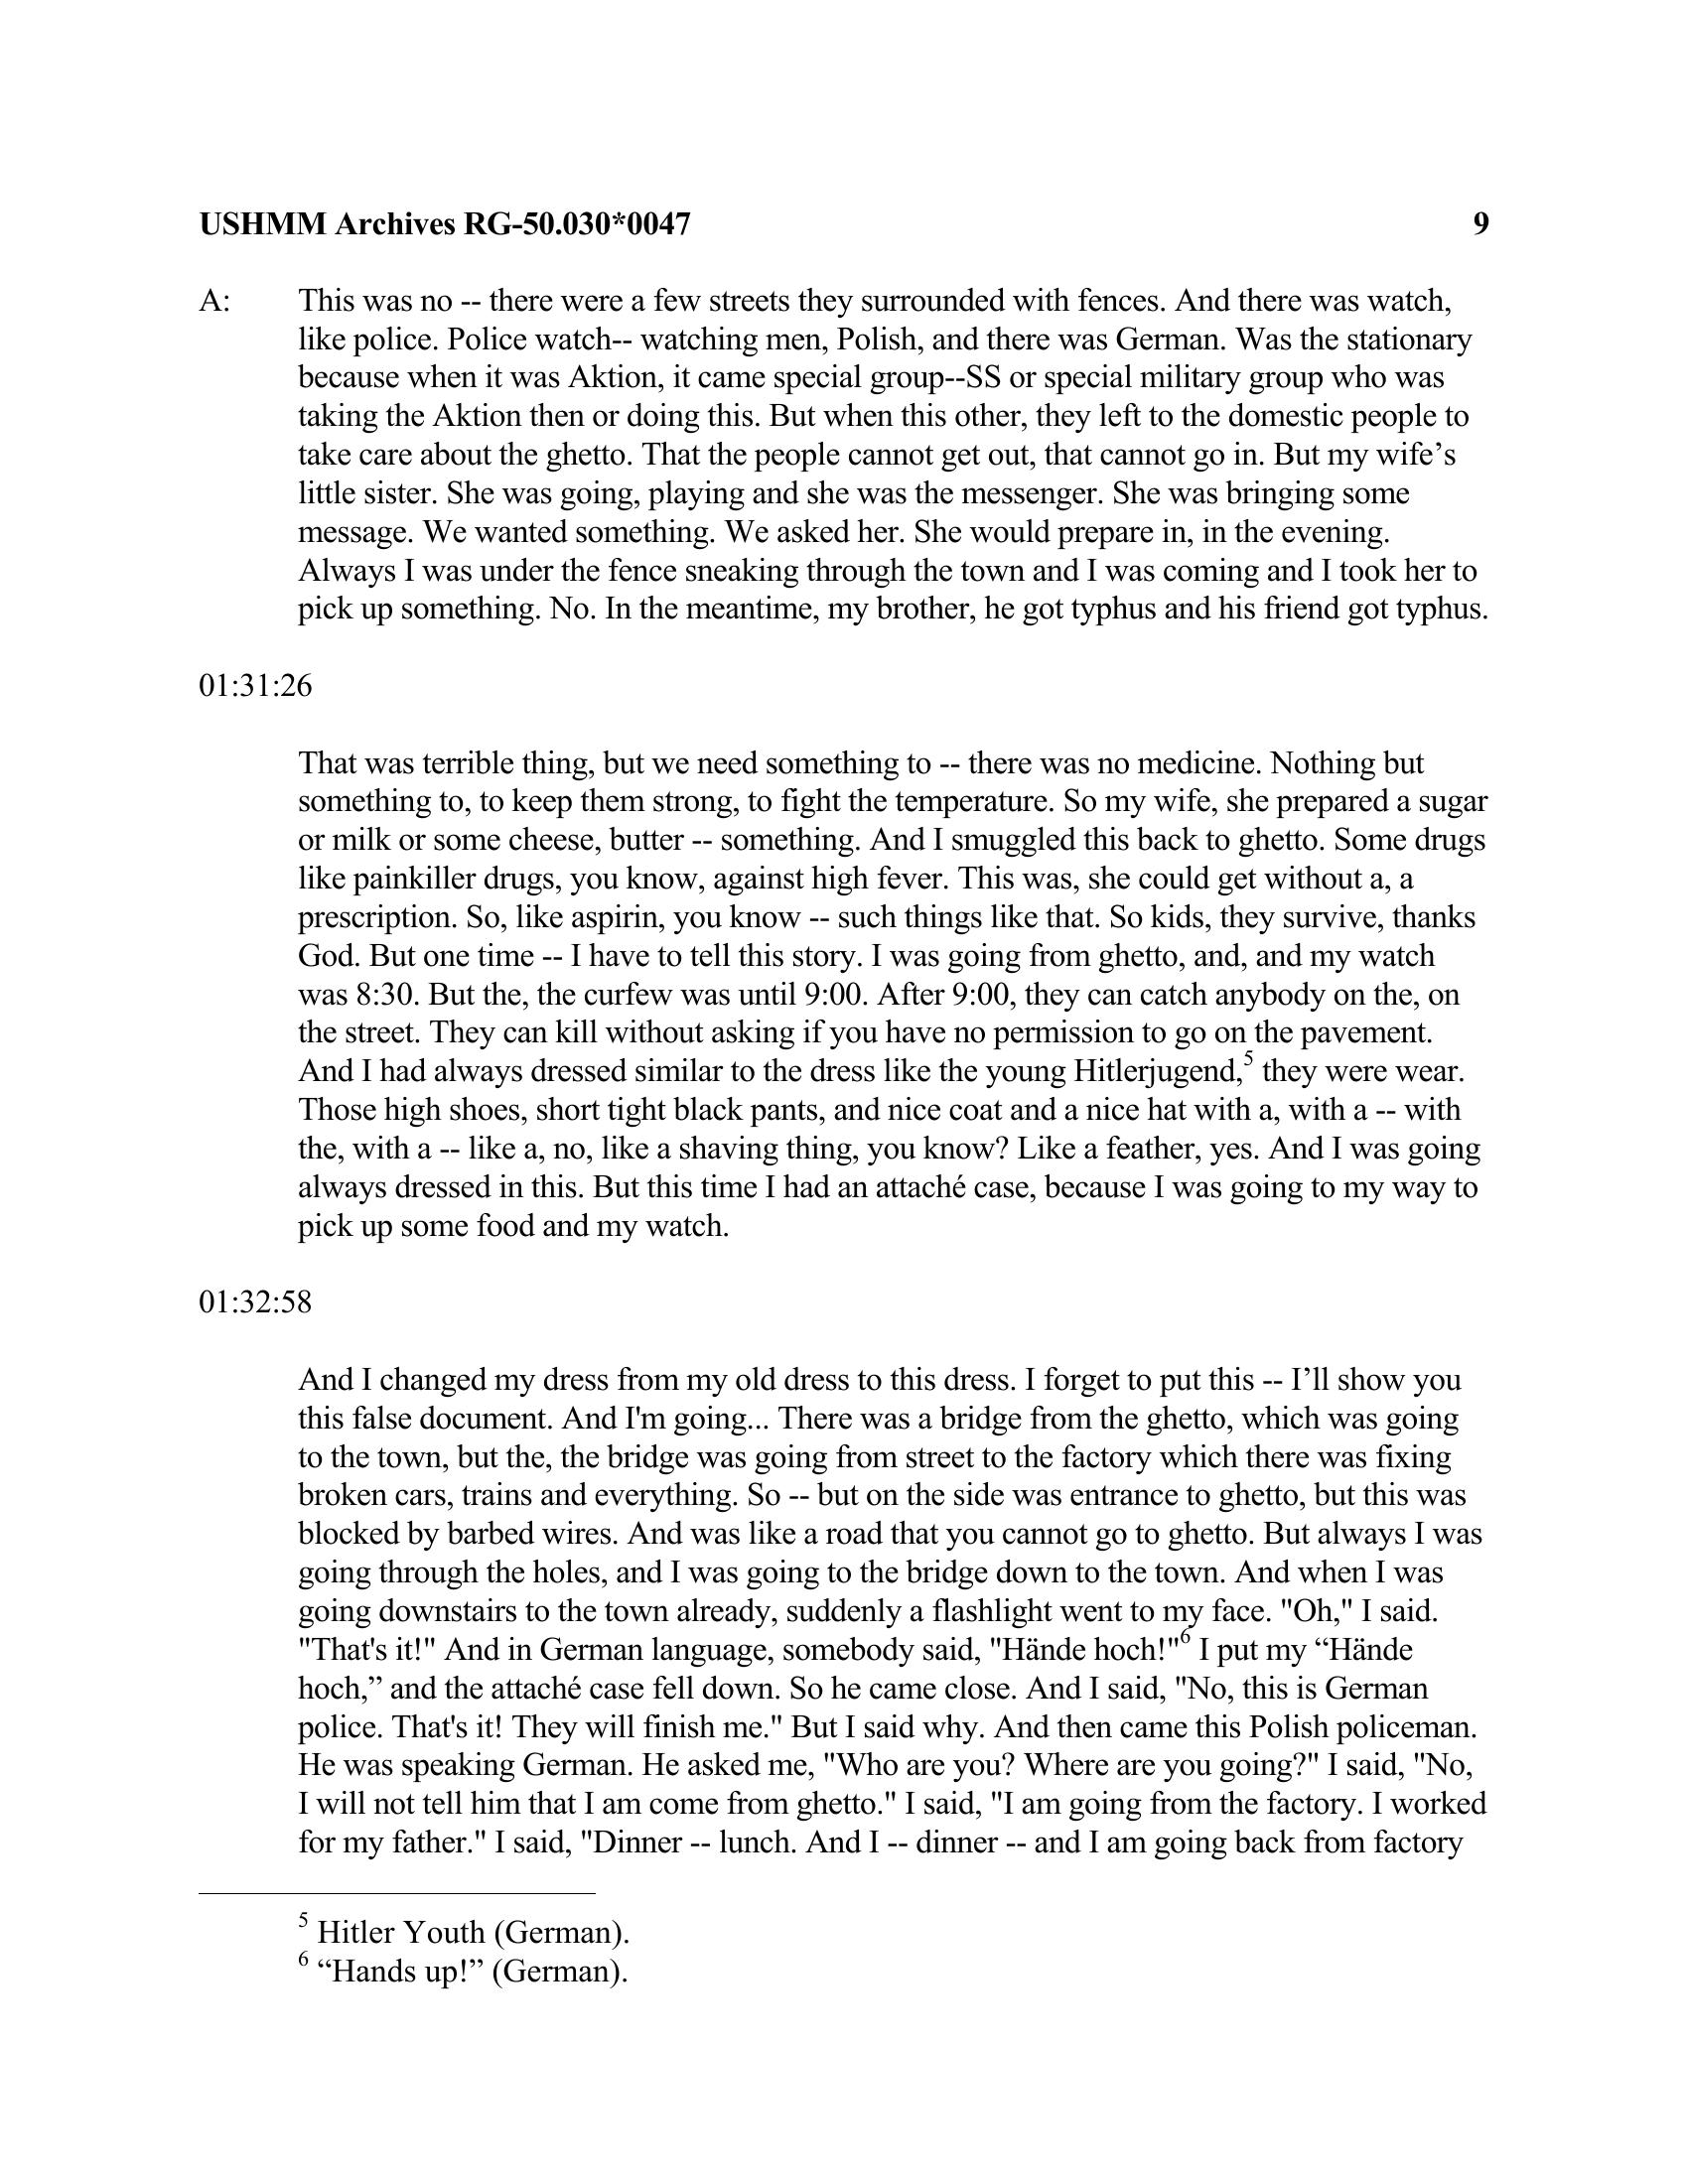 USHMM Archives RG-50.030*0047 9
A: This was no -- there were a few streets they surrounded with fences. And there was watch,
like police. Police watch-- watching men, Polish, and there was German. Was the stationary
because when it was Aktion, it came special group--SS or special military group who was
taking the Aktion then or doing this. But when this other, they left to the domestic people to
take care about the ghetto. That the people cannot get out, that cannot go in. But my wife’s
little sister. She was going, playing and she was the messenger. She was bringing some
message. We wanted something. We asked her. She would prepare in, in the evening.
Always I was under the fence sneaking through the town and I was coming and I took her to
pick up something. No. In the meantime, my brother, he got typhus and his friend got typhus.
01:31:26
That was terrible thing, but we need something to -- there was no medicine. Nothing but
something to, to keep them strong, to fight the temperature. So my wife, she prepared a sugar
or milk or some cheese, butter -- something. And I smuggled this back to ghetto. Some drugs
like painkiller drugs, you know, against high fever. This was, she could get without a, a
prescription. So, like aspirin, you know -- such things like that. So kids, they survive, thanks
God. But one time -- I have to tell this story. I was going from ghetto, and, and my watch
was 8:30. But the, the curfew was until 9:00. After 9:00, they can catch anybody on the, on
the street. They can kill without asking if you have no permission to go on the pavement.
And I had always dressed similar to the dress like the young Hitlerjugend,5 they were wear.
Those high shoes, short tight black pants, and nice coat and a nice hat with a, with a -- with
the, with a -- like a, no, like a shaving thing, you know? Like a feather, yes. And I was going
always dressed in this. But this time I had an attaché case, because I was going to my way to
pick up some food and my watch.
01:32:58
And I changed my dress from my old dress to this dress. I forget to put this -- I’ll show you
this false document. And I'm going... There was a bridge from the ghetto, which was going
to the town, but the, the bridge was going from street to the factory which there was fixing
broken cars, trains and everything. So -- but on the side was entrance to ghetto, but this was
blocked by barbed wires. And was like a road that you cannot go to ghetto. But always I was
going through the holes, and I was going to the bridge down to the town. And when I was
going downstairs to the town already, suddenly a flashlight went to my face. "Oh," I said.
"That's it!" And in German language, somebody said, "Hände hoch!"6 I put my “Hände
hoch,” and the attaché case fell down. So he came close. And I said, "No, this is German
police. That's it! They will finish me." But I said why. And then came this Polish policeman.
He was speaking German. He asked me, "Who are you? Where are you going?" I said, "No,
I will not tell him that I am come from ghetto." I said, "I am going from the factory. I worked
for my father." I said, "Dinner -- lunch. And I -- dinner -- and I am going back from factory
5 Hitler Youth (German).
6 “Hands up!” (German).